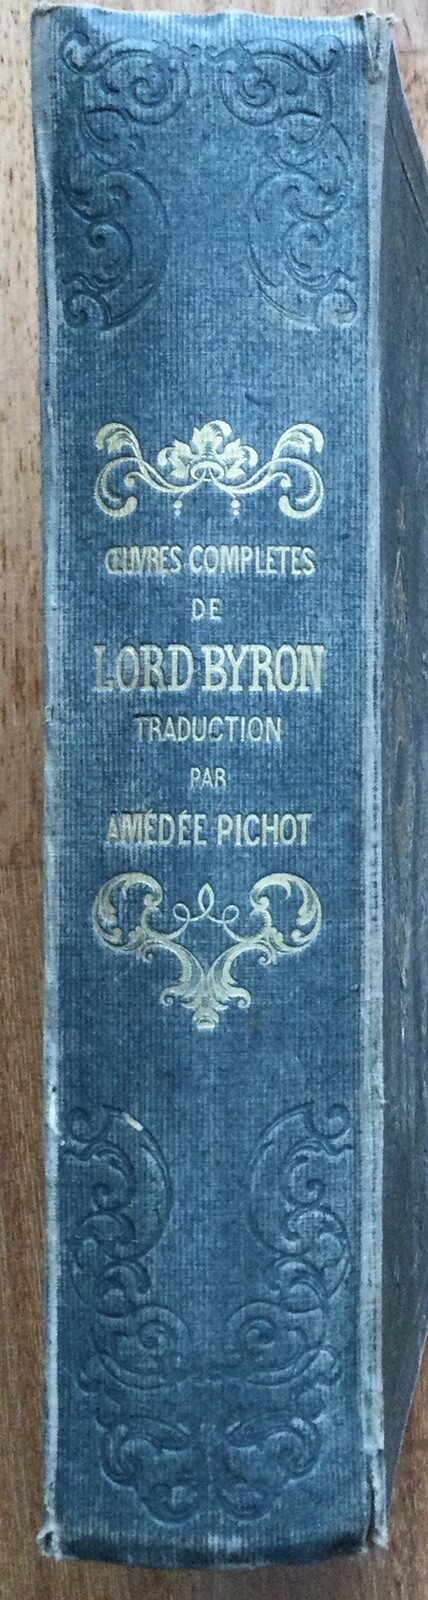 ŒUVRES COMPLETES
DE
LORD BYRON
TRADUCTION
PAR
AMÉDÉE PICHOT